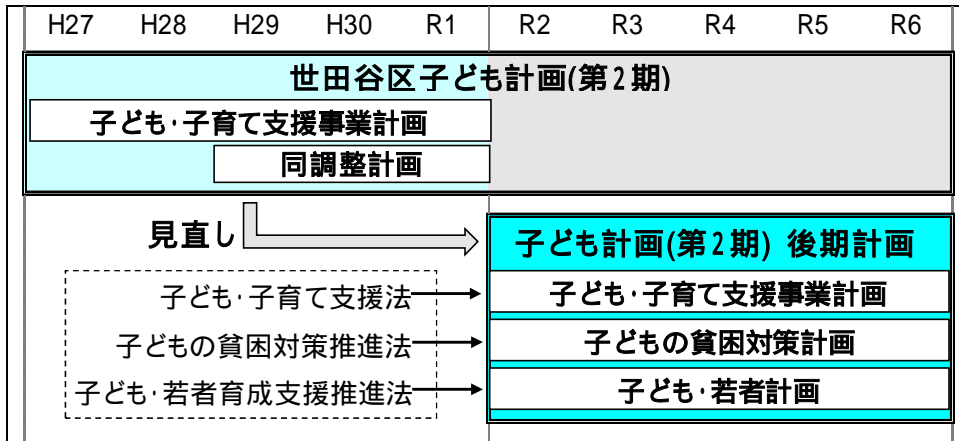 H27 H28 H29 H30 R1 R2 R3 R4 R5 R6
世田谷区子ども計画(第2期)
子ども・子育て支援事業計画
同調整計画
見直し
子ども計画(第2期) 後期計画
子ども・子育て支援法
子ども・子育て支援事業計画
子どもの貧困対策推進法
子どもの貧困対策計画
子ども・若者育成支援推進法
子ども・若者計画